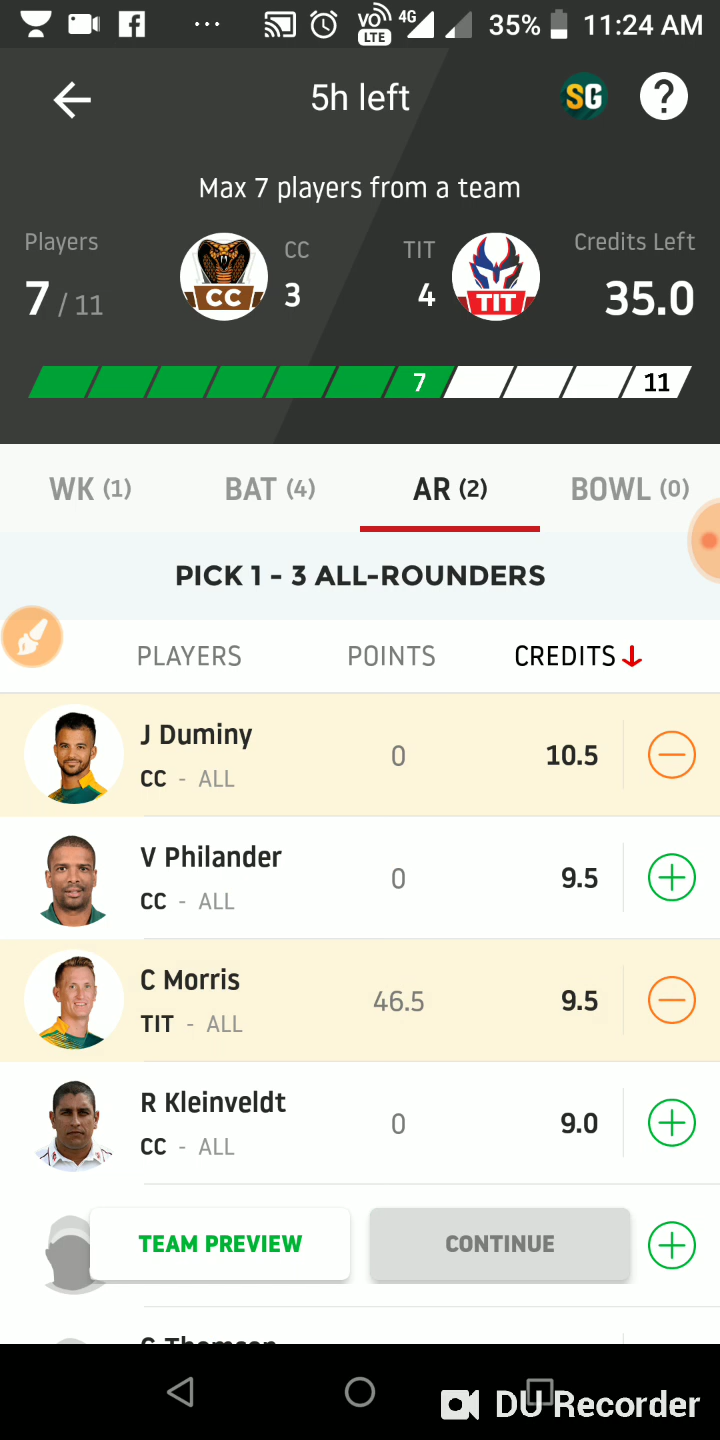 VO LTE 4G 35% 11:24 AM
5h left SG ?
Max 7 players from a team
Players CC TIT Credits Left
7 / 11 CC 3 4 TIT 35.0
7 11
WK (1) BAT (4) AR (2) BOWL (0)
PICK 1 - 3 ALL-ROUNDERS
PLAYERS POINTS CREDITS
J Duminy
CC - ALL 0 10.5
V Philander
CC - ALL 0 9.5
C Morris
TIT - ALL 46.5 9.5
R Kleinveldt
CC - ALL 0 9.0
TEAM PREVIEW CONTINUE
DU Recorder